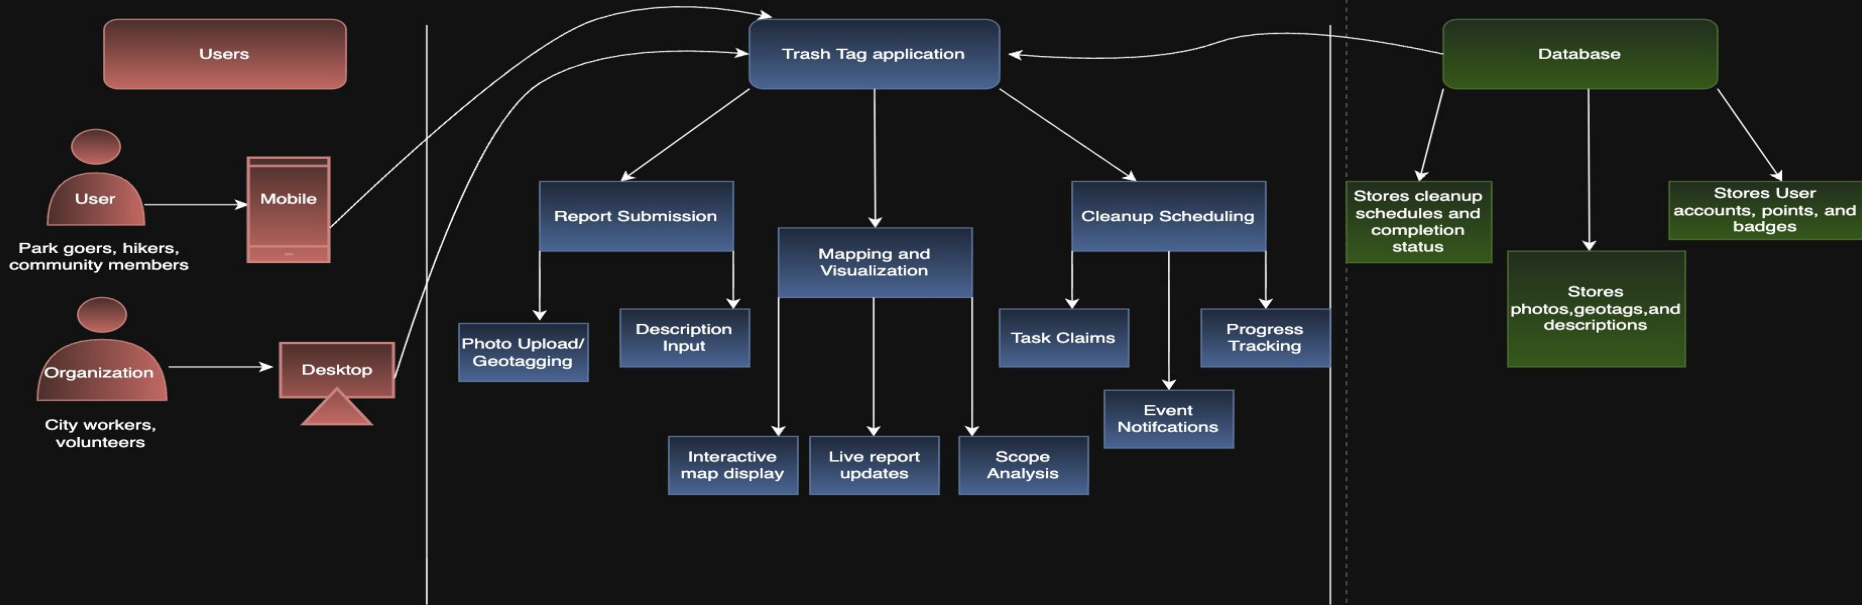 Users
User
Mobile
Park goers, hikers,
community members
Organization
Desktop
City workers,
volunteers
Trash Tag application
Report Submission
Photo Upload/
Geotagging
Description
Input
Mapping and
Visualization
Interactive
map display
Live report
updates
Scope
Analysis
Cleanup Scheduling
Task Claims
Event
Notifcations
Progress
Tracking
Database
Stores cleanup
schedules and
completion
status
Stores
photos,geotags,and
descriptions
Stores User
accounts, points, and
badges